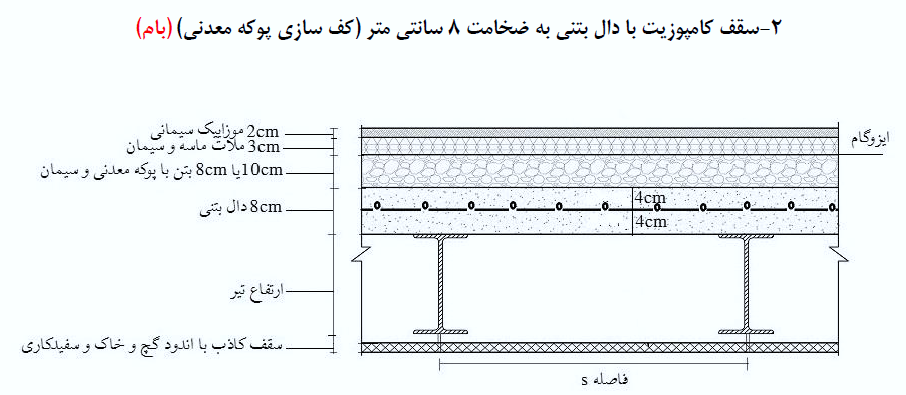 ۲-سقف کامپوزیت با دال بتنی به ضخامت ۸ سانتی متر (کف سازی پوکه معدنی) (بام)
2cm موزاییک سیمانی
3cm ملات ماسه و سیمان
ایزوگام
10cm یا 8cm بتن با پوکه معدنی و سیمان
4cm
8cm دال بتنی
4cm
ارتفاع تیر
سقف کاذب با اندود گچ و خاک و سفیدکاری
فاصله s